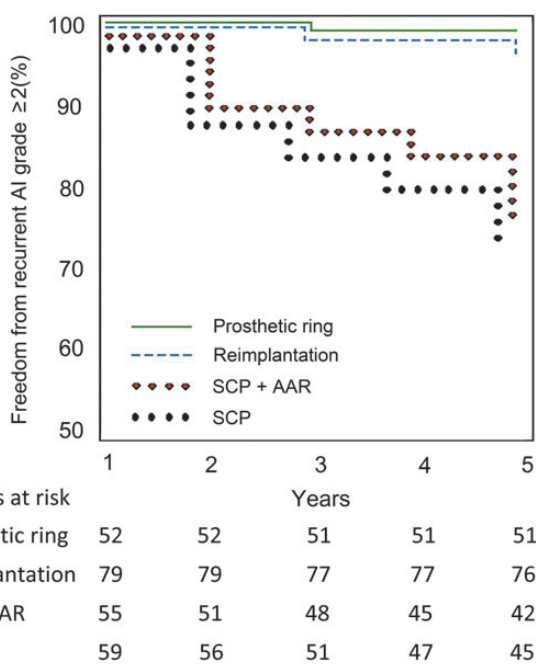 Freedom from recurrent AI grade ≥2(%)
100
90
80
70
60
50
Prosthetic ring
Reimplantation
SCP + AAR
SCP
1 2 3 4 5
s at risk Years
tic ring 52 52 51 51 51
antation 79 79 77 77 76
AR 55 51 48 45 42
59 56 51 47 45